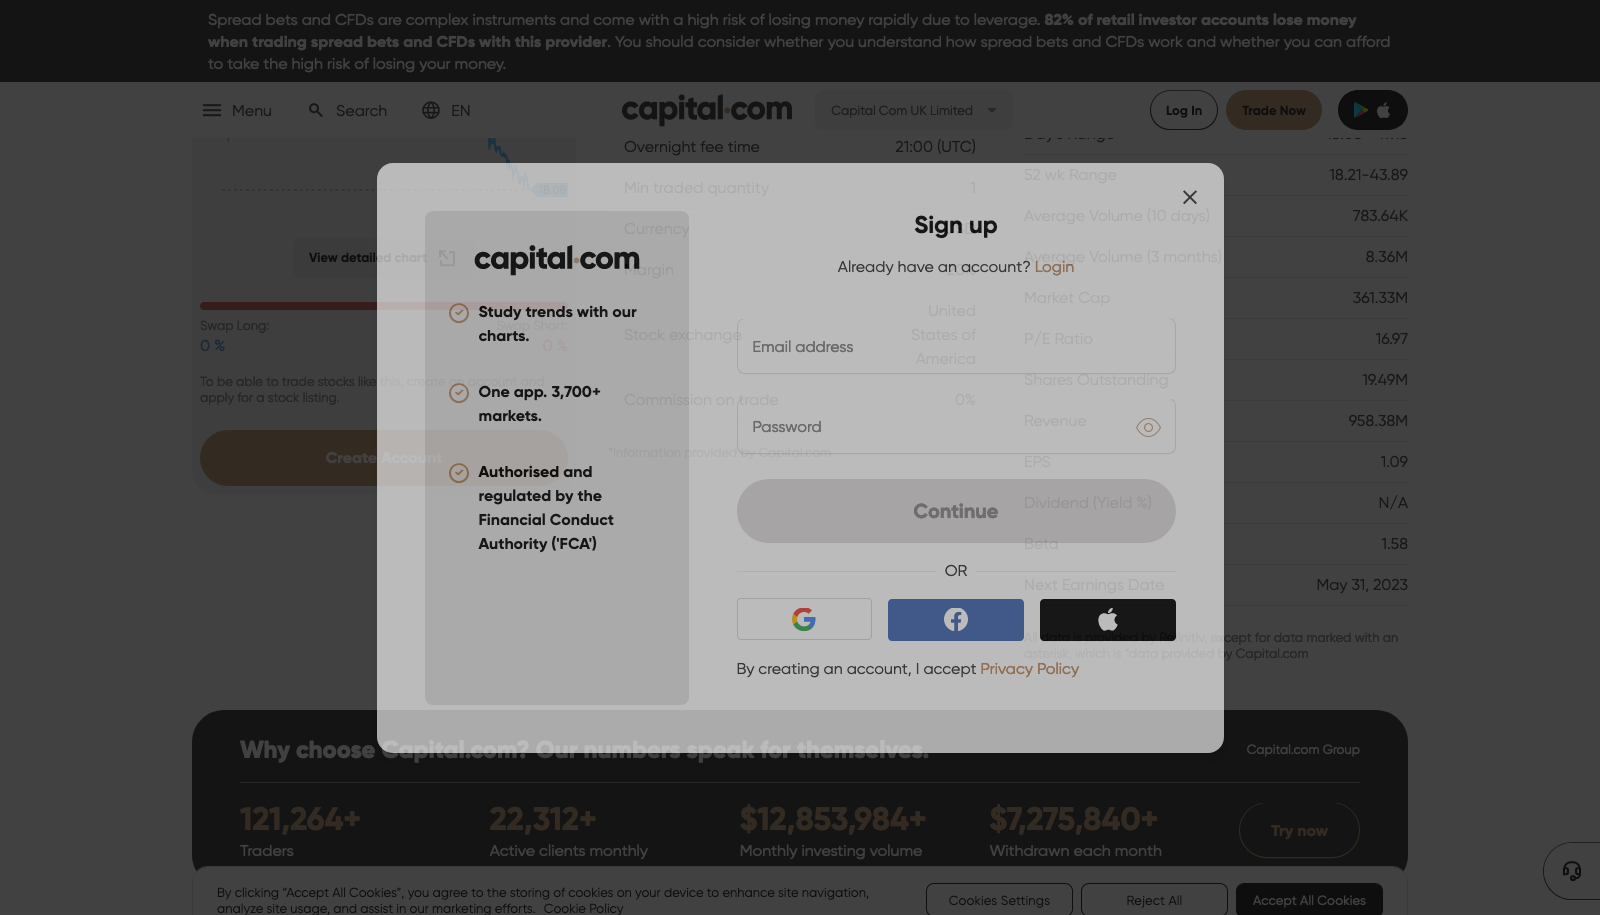 Spread bets and CFDs are complex instruments and come with a high risk of losing money rapidly due to leverage. 82% of retail investor accounts lose money
when trading spread bets and CFDs with this provider. You should consider whether you understand how spread bets and CFDs work and whether you can afford
to take the high risk of losing your money.
Menu
Search
EN
capital.com
Capital Com UK Limited
Log In
Trade Now
18.09
View detailed chart
Swap Long:
0 %
Swap Short:
0 %
To be able to trade stocks like this, create an account and
apply for a stock listing.
Create Account
Overnight fee time
21:00 (UTC)
Min traded quantity
1
Currency
Margin
Stock exchange
United
States of
America
Commission on trade
0%
*Information provided by Capital.com
Day's Range
52 wk Range
18.21-43.89
Average Volume (10 days)
783.64K
Average Volume (3 months)
8.36M
Market Cap
361.33M
P/E Ratio
16.97
Shares Outstanding
19.49M
Revenue
958.38M
EPS
1.09
Dividend (Yield %)
N/A
Beta
1.58
Next Earnings Date
May 31, 2023
All data is provided by Refinitiv, except for data marked with an
asterisk, which is *data provided by Capital.com
capital.com
Study trends with our
charts.
One app. 3,700+
markets.
Authorised and
regulated by the
Financial Conduct
Authority ('FCA')
Sign up
Already have an account? Login
Email address
Password
Continue
OR
By creating an account, I accept Privacy Policy
Why choose Capital.com? Our numbers speak for themselves.
Capital.com Group
121,264+
Traders
22,312+
Active clients monthly
$12,853,984+
Monthly investing volume
$7,275,840+
Withdrawn each month
Try now
By clicking “Accept All Cookies”, you agree to the storing of cookies on your device to enhance site navigation,
analyze site usage, and assist in our marketing efforts. Cookie Policy
Cookies Settings
Reject All
Accept All Cookies